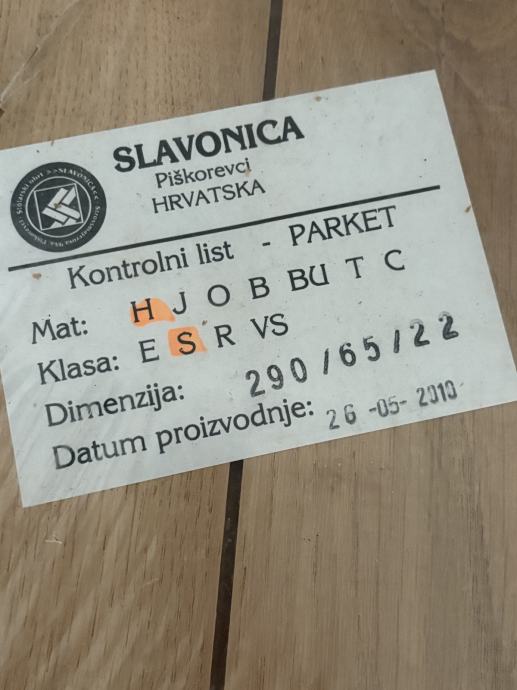 SLAVONICA
Piškorevci
HRVATSKA
Kontrolni list - PARKET
Mat: H J O B BU T C
Klasa: E S R VS
Dimenzija: 290/65/22
Datum proizvodnje: 26-05-2010